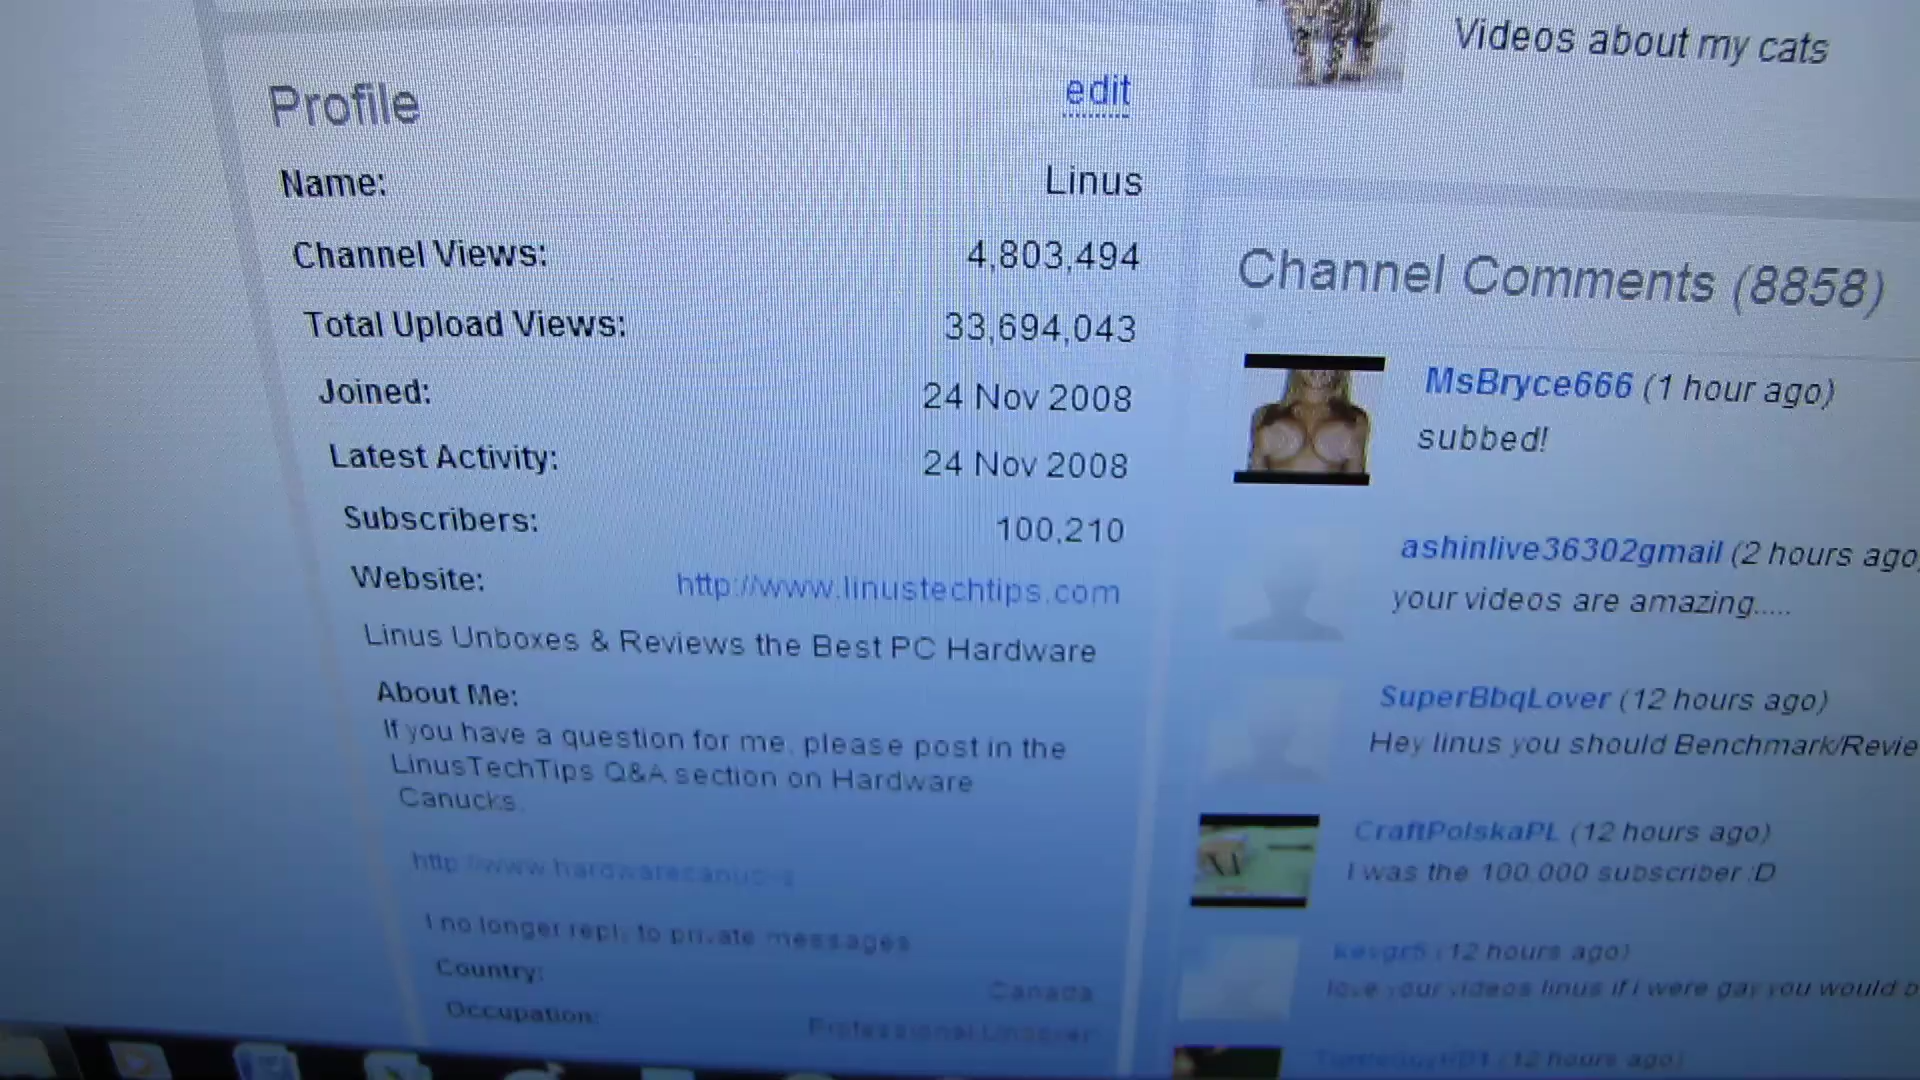 Videos about my cats
Profile
edit
Name: Linus
Channel Views: 4,803,494
Total Upload Views: 33,694,043
Joined: 24 Nov 2008
Latest Activity: 24 Nov 2008
Subscribers: 100,210
Website: http://www.linustechtips.com
Linus Unboxes & Reviews the Best PC Hardware
About Me:
If you have a question for me, please post in the
LinusTechTips Q&A section on Hardware
Canucks.
http://www.hardwarecanucks
I no longer reply to private messages
Country: Canada
Occupation: Professional Unboxer
Channel Comments (8858)
MsBryce666 (1 hour ago)
subbed!
ashinlive36302gmail (2 hours ago)
your videos are amazing.....
SuperBbqLover (12 hours ago)
Hey linus you should Benchmark/Revie
CraftPolskaPL (12 hours ago)
I was the 100.000 subscriber :D
(12 hours ago)
love your videos linus if i were gay you would b
(12 hours ago)